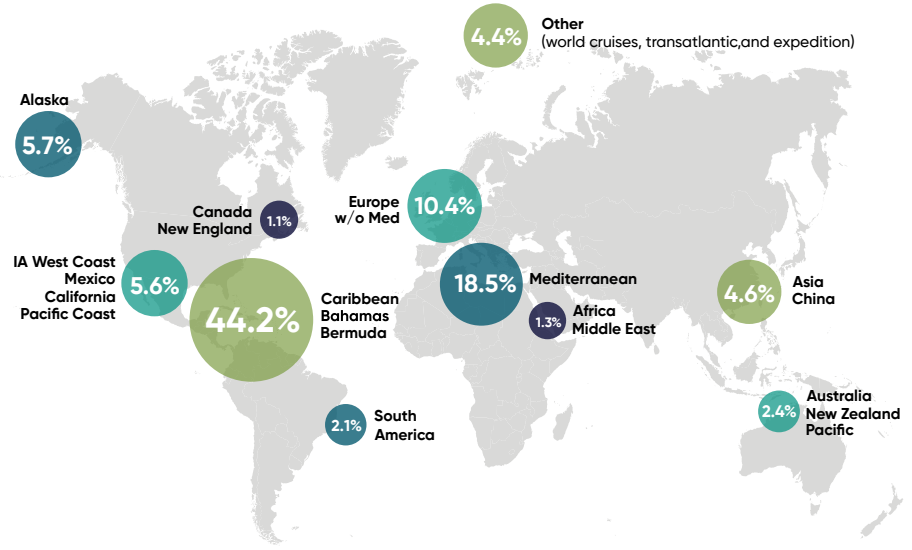 4.4%
Other
(world cruises, transatlantic,and expedition)
Alaska
5.7%
Canada
New England
1.1%
Europe
w/o Med
10.4%
IA West Coast
Mexico
California
Pacific Coast
5.6%
44.2%
Caribbean
Bahamas
Bermuda
18.5%
Mediterranean
1.3%
Africa
Middle East
4.6%
Asia
China
2.1%
South
America
2.4%
Australia
New Zealand
Pacific